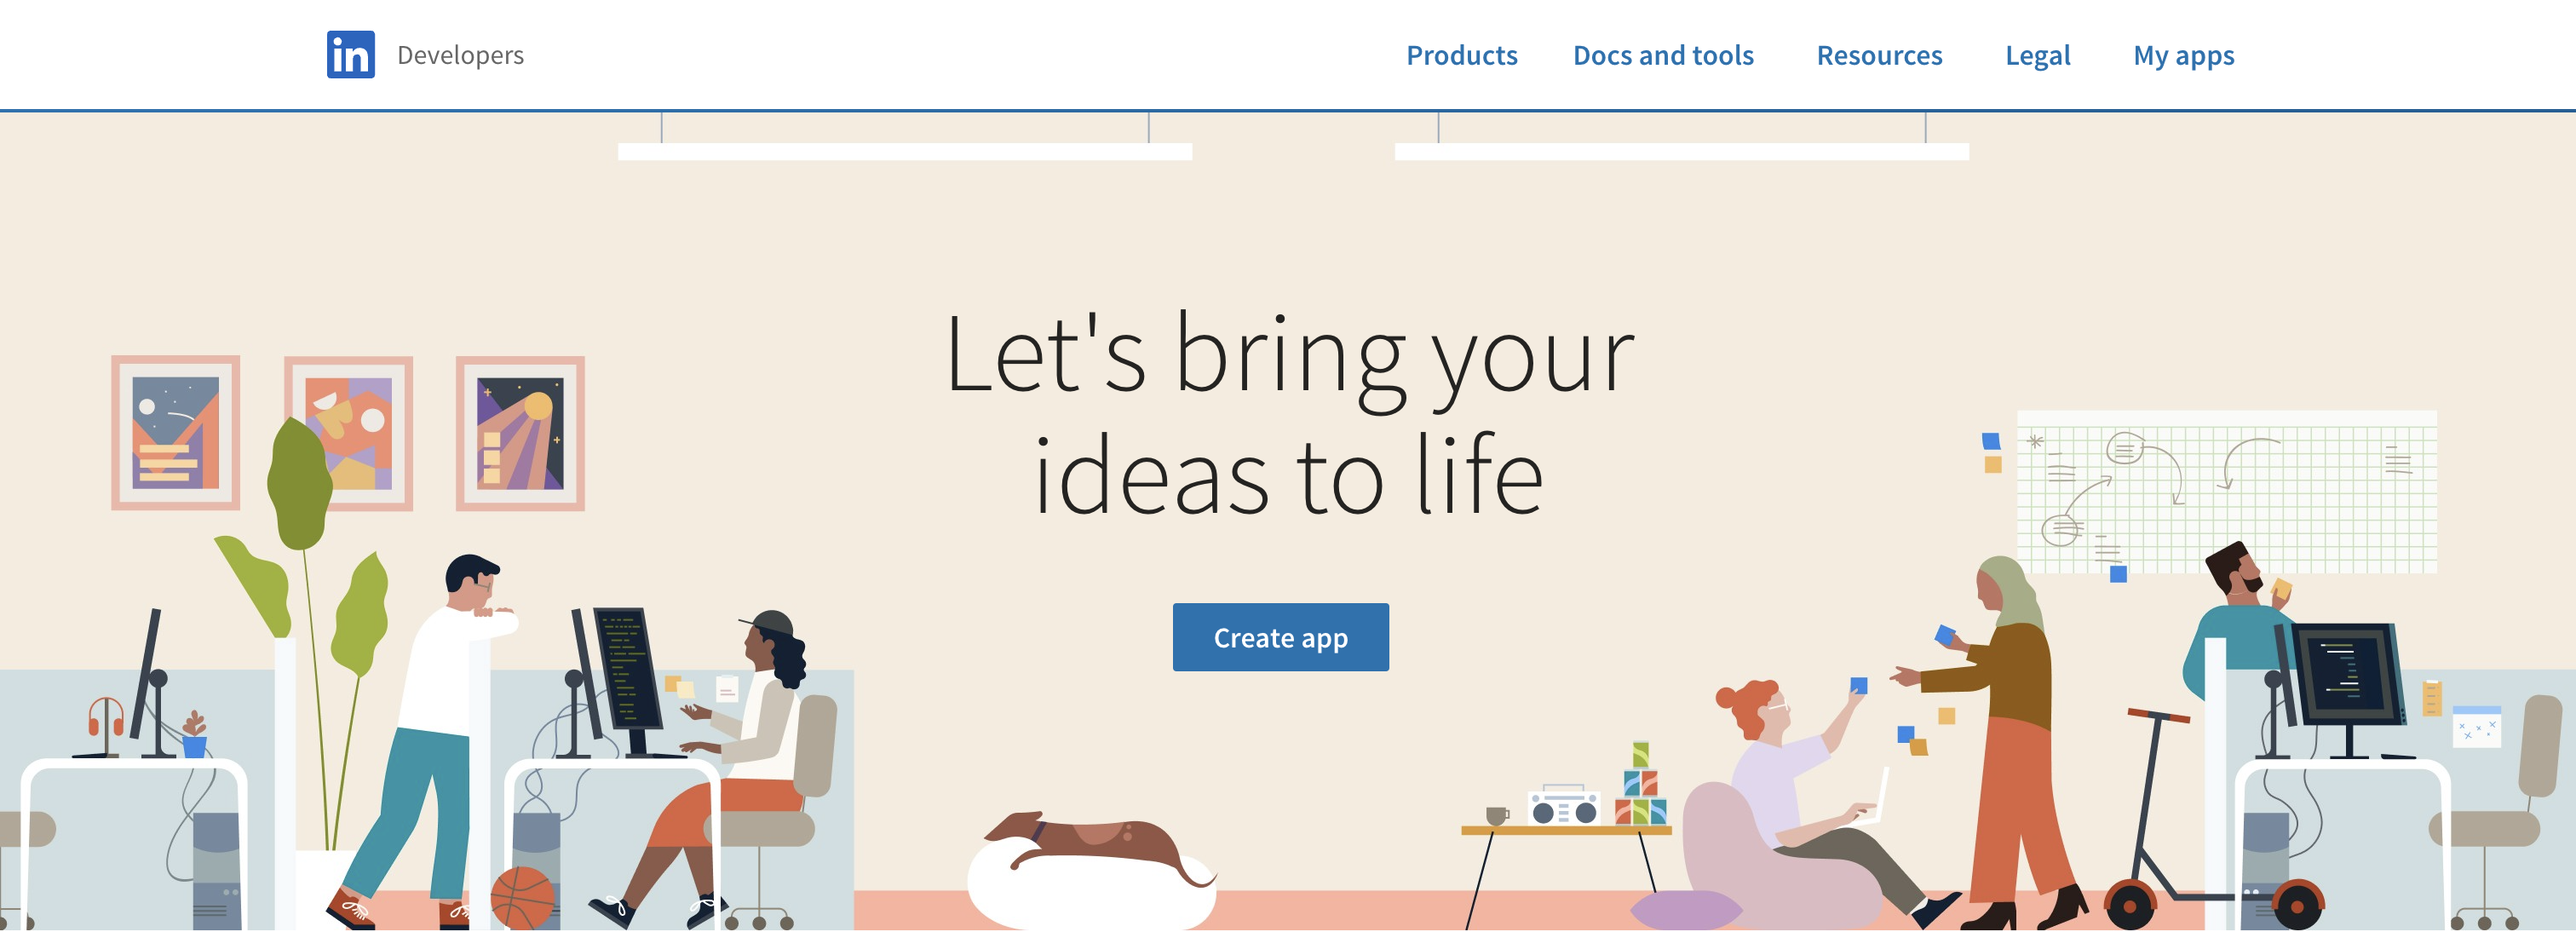 in Developers
Products Docs and tools Resources Legal My apps
Let's bring your
ideas to life
Create app